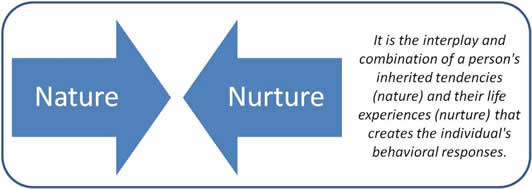 Nature
Nurture
It is the interplay and
combination of a person's
inherited tendencies
(nature) and their life
experiences (nurture) that
creates the individual's
behavioral responses.